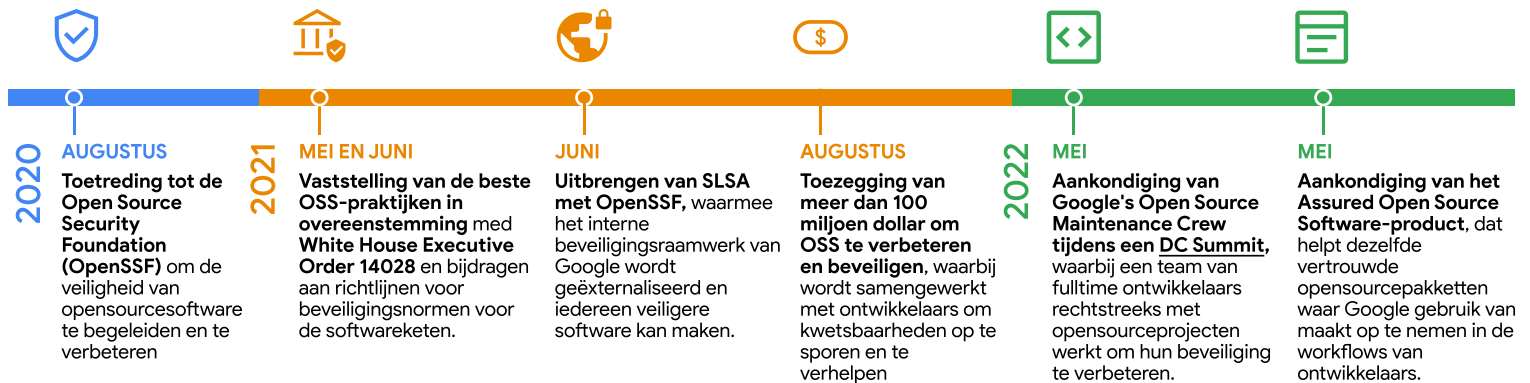 2020
AUGUSTUS
Toetreding tot de
Open Source
Security
Foundation
(OpenSSF) om de
veiligheid van
opensourcesoftware
te begeleiden en te
verbeteren
2021
MEI EN JUNI
Vaststelling van de beste
OSS-praktijken in
overeenstemming met
White House Executive
Order 14028 en bijdragen
aan richtlijnen voor
beveiligingsnormen voor
de softwareketen.
JUNI
Uitbrengen van SLSA
met OpenSSF, waarmee
het interne
beveiligingsraamwerk van
Google wordt
geëxternaliseerd en
iedereen veiligere
software kan maken.
$
AUGUSTUS
Toezegging van
meer dan 100
miljoen dollar om
OSS te verbeteren
en beveiligen, waarbij
wordt samengewerkt
met ontwikkelaars om
kwetsbaarheden op te
sporen en te
verhelpen
2022
MEI
Aankondiging van
Google's Open Source
Maintenance Crew
tijdens een DC Summit,
waarbij een team van
fulltime ontwikkelaars
rechtstreeks met
opensourceprojecten
werkt om hun beveiliging
te verbeteren.
MEI
Aankondiging van het
Assured Open Source
Software-product, dat
helpt dezelfde
vertrouwde
opensourcepakketten
waar Google gebruik van
maakt op te nemen in de
workflows van
ontwikkelaars.